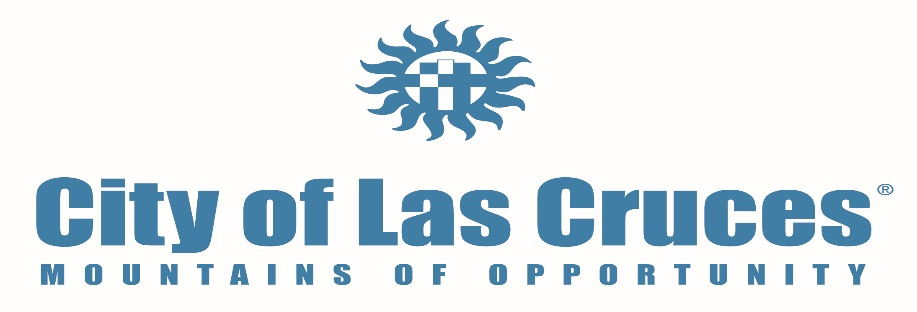 City of Las Cruces®
MOUNTAINS OF OPPORTUNITY